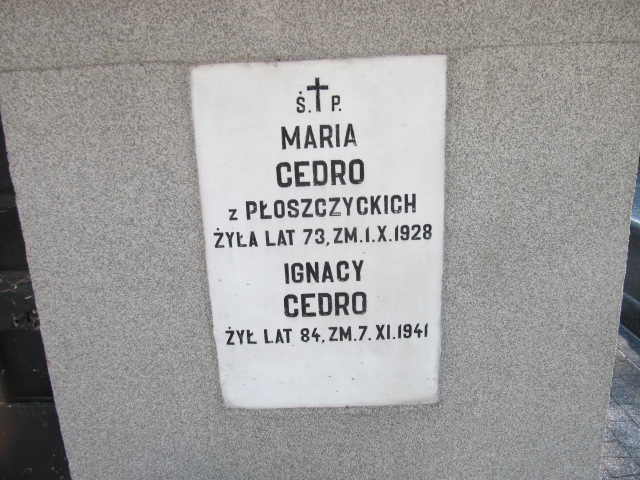 Ś.✝P.
MARIA
CEDRO
z PŁOSZCZYCKICH
ŻYŁA LAT 73, ZM.1.X.1928
IGNACY
CEDRO
ŻYŁ LAT 84, ZM.7.XI.1941